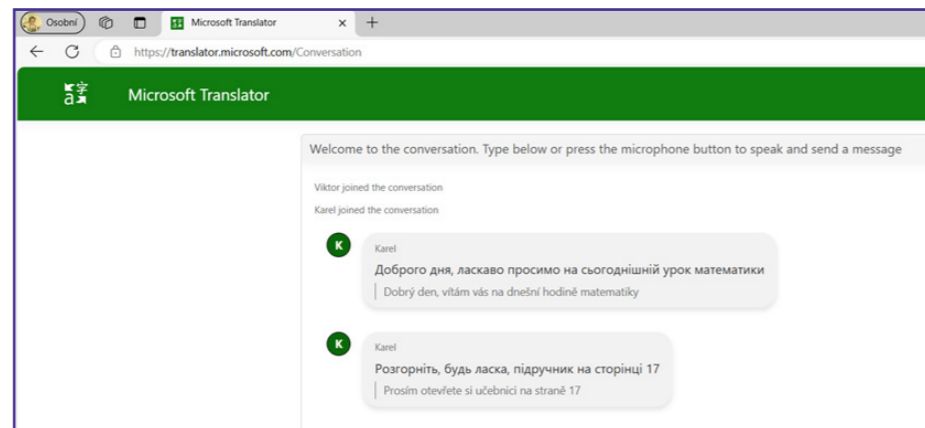 Osobní
Microsoft Translator
https://translator.microsoft.com/Conversation
Microsoft Translator
Welcome to the conversation. Type below or press the microphone button to speak and send a message
Viktor joined the conversation
Karel joined the conversation
K
Karel
Доброго дня, ласкаво просимо на сьогоднішній урок математики
Dobrý den, vítám vás na dnešní hodině matematiky
K
Karel
Розгорніть, будь ласка, підручник на сторінці 17
Prosím otevřete si učebnici na straně 17